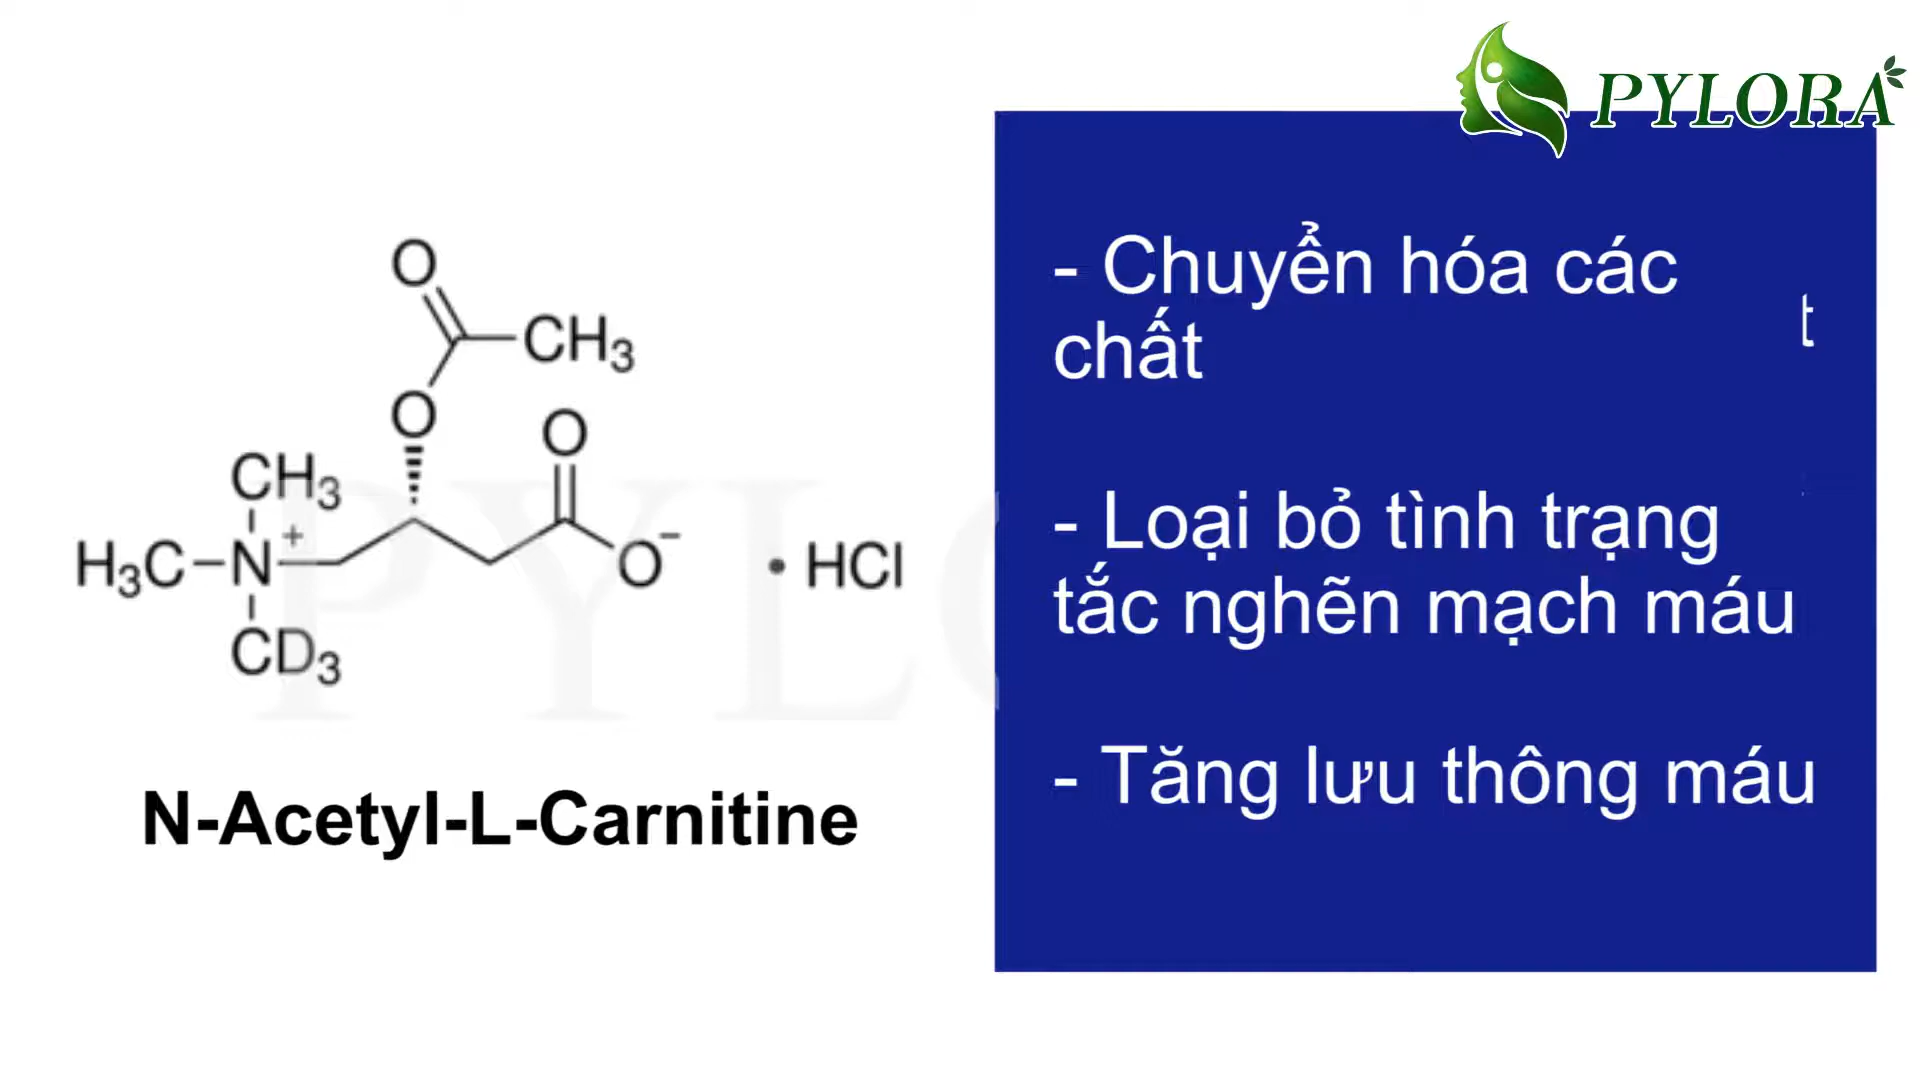 PYLORA
- Chuyển hóa các
chất
t
- Loại bỏ tình trạng
tắc nghẽn mạch máu
- Tăng lưu thông máu
O
CH3
O
O
CH3
+
H3C N O-
• HCl
CD3
PYLO
N-Acetyl-L-Carnitine